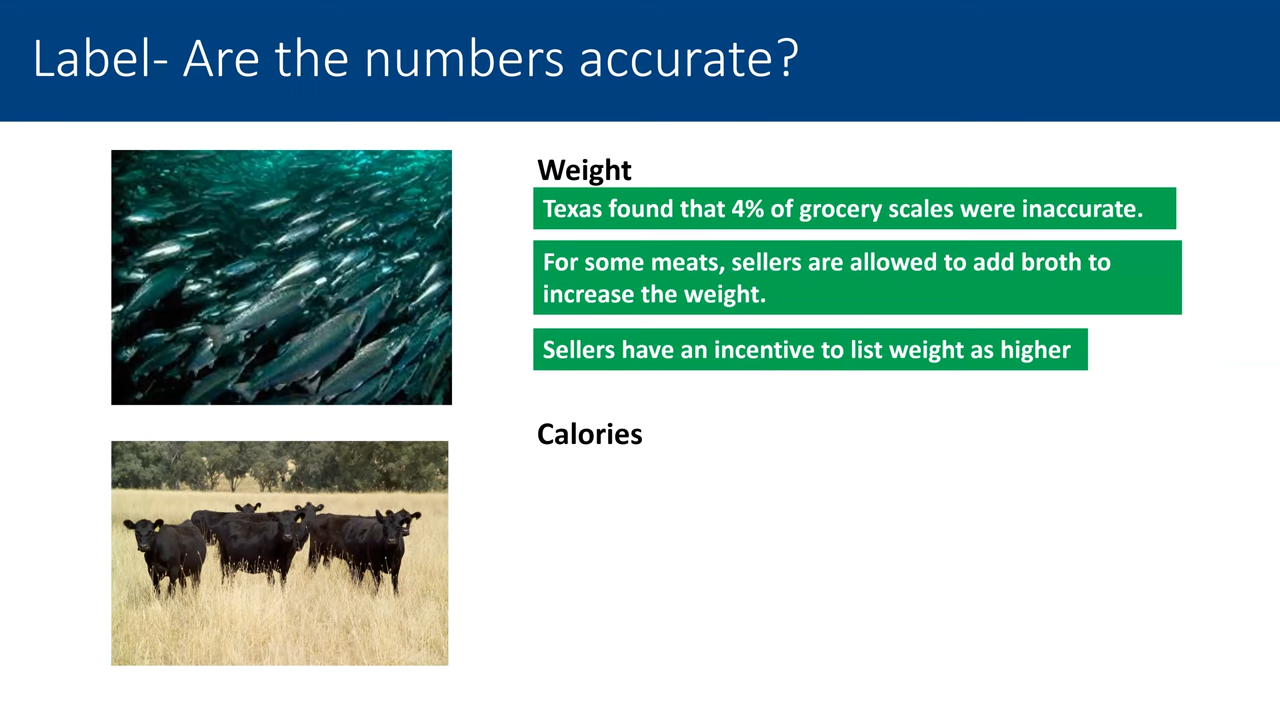 Label- Are the numbers accurate?
Weight
Texas found that 4% of grocery scales were inaccurate.
For some meats, sellers are allowed to add broth to
increase the weight.
Sellers have an incentive to list weight as higher
Calories